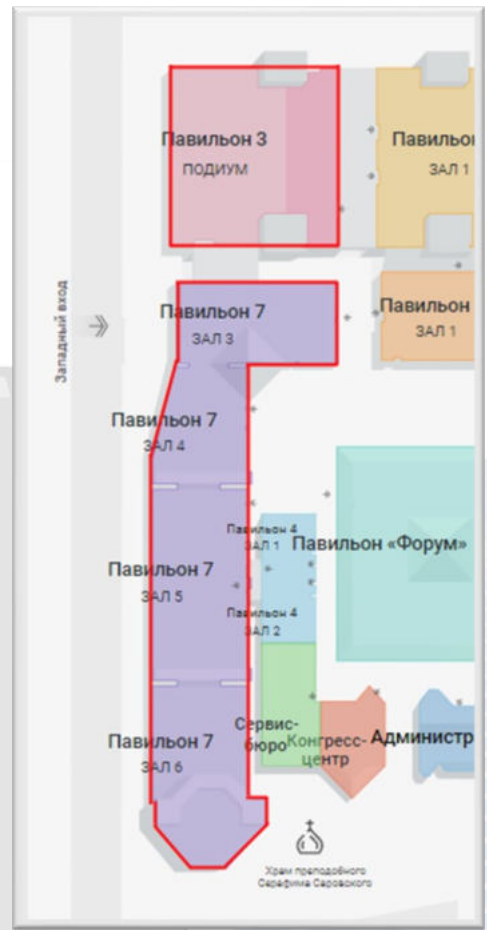 Павильон 3
ПОДИУМ
Павильон
ЗАЛ 1
Западный вход
Павильон 7
ЗАЛ 3
Павильон
ЗАЛ 1
Павильон 7
ЗАЛ 4
Павильон 4
ЗАЛ 1
Павильон «Форум»
Павильон 7
ЗАЛ 5
Павильон 4
ЗАЛ 2
Павильон 7
ЗАЛ 6
Сервис-
бюро
Конгресс-
центр
Администр
Храм преподобного
Серафима Саровского